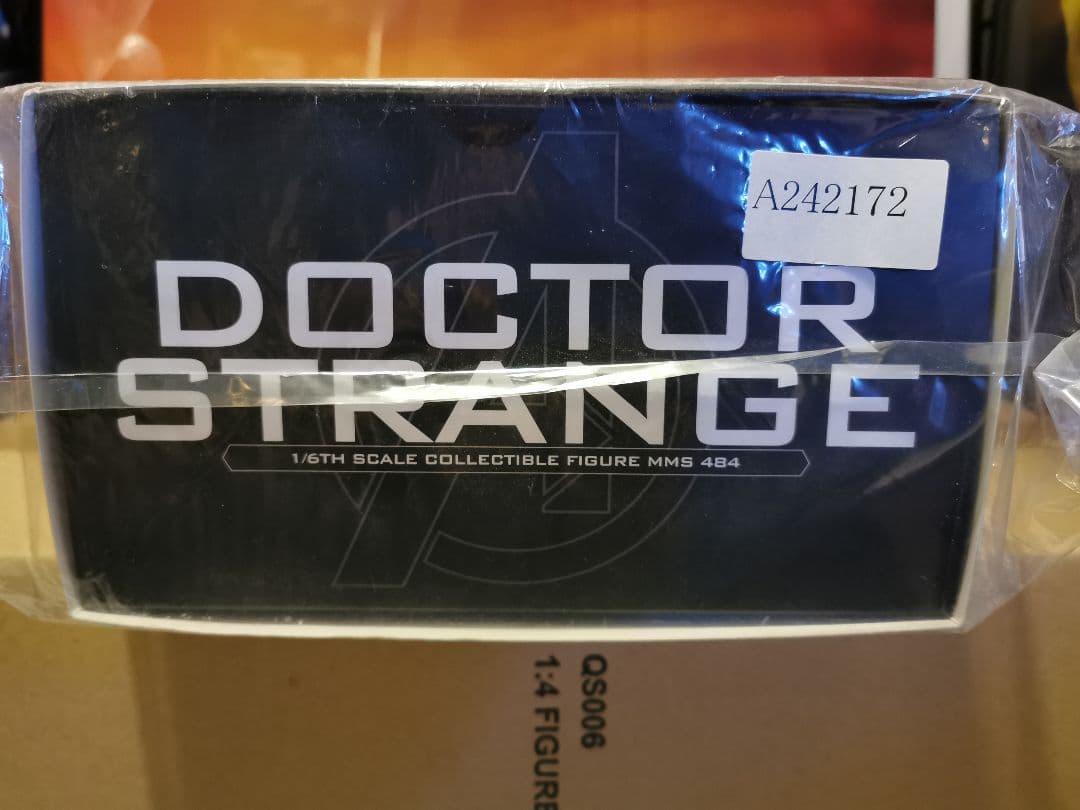 A242172
DOCTOR
STRANGE
1/6TH SCALE COLLECTIBLE FIGURE MMS 484
QS006
1:4 FIGURE